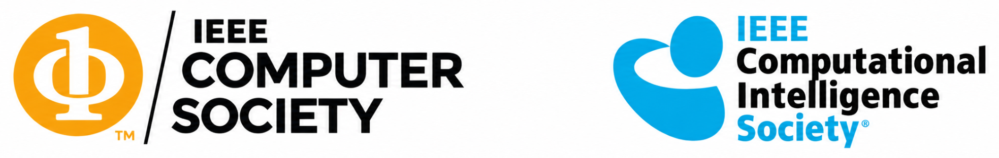 IEEE
COMPUTER
SOCIETY
TM
IEEE
Computational
Intelligence
Society®